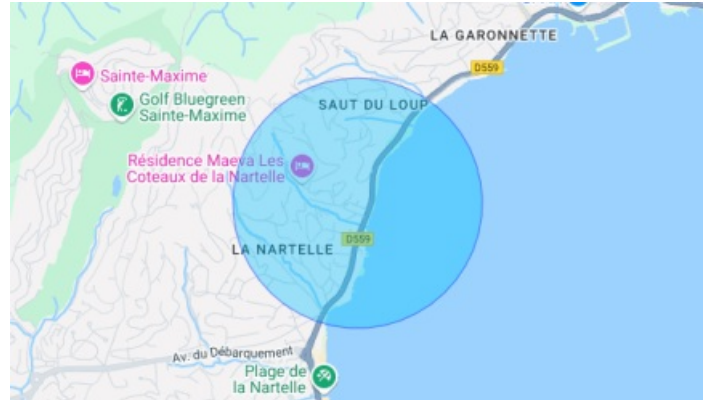 LA GARONNETTE
D559
Sainte-Maxime
Golf Bluegreen
Sainte-Maxime
SAUT DU LOUP
Résidence Maeva Les
Coteaux de la Nartelle
D559
LA NARTELLE
Av. du Débarquement
Plage de
la Nartelle